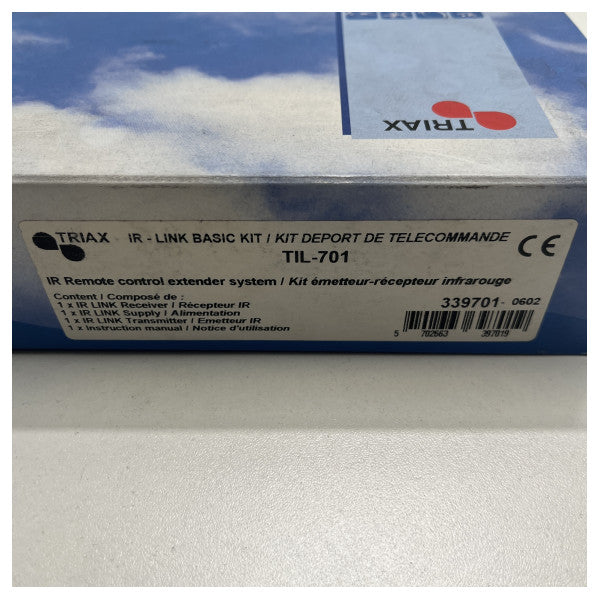 TRIAX
TRIAX IR - LINK BASIC KIT / KIT DEPORT DE TELECOMMANDE
TIL-701
CE
IR Remote control extender system / Kit émetteur-récepteur infrarouge
Content / Composé de :
1 x IR LINK Receiver / Récepteur IR
1 x IR LINK Supply / Alimentation
1 x IR LINK Transmitter / Emetteur IR
1 x Instruction manual / Notice d'utilisation
339701- 0602
5 702663 397019